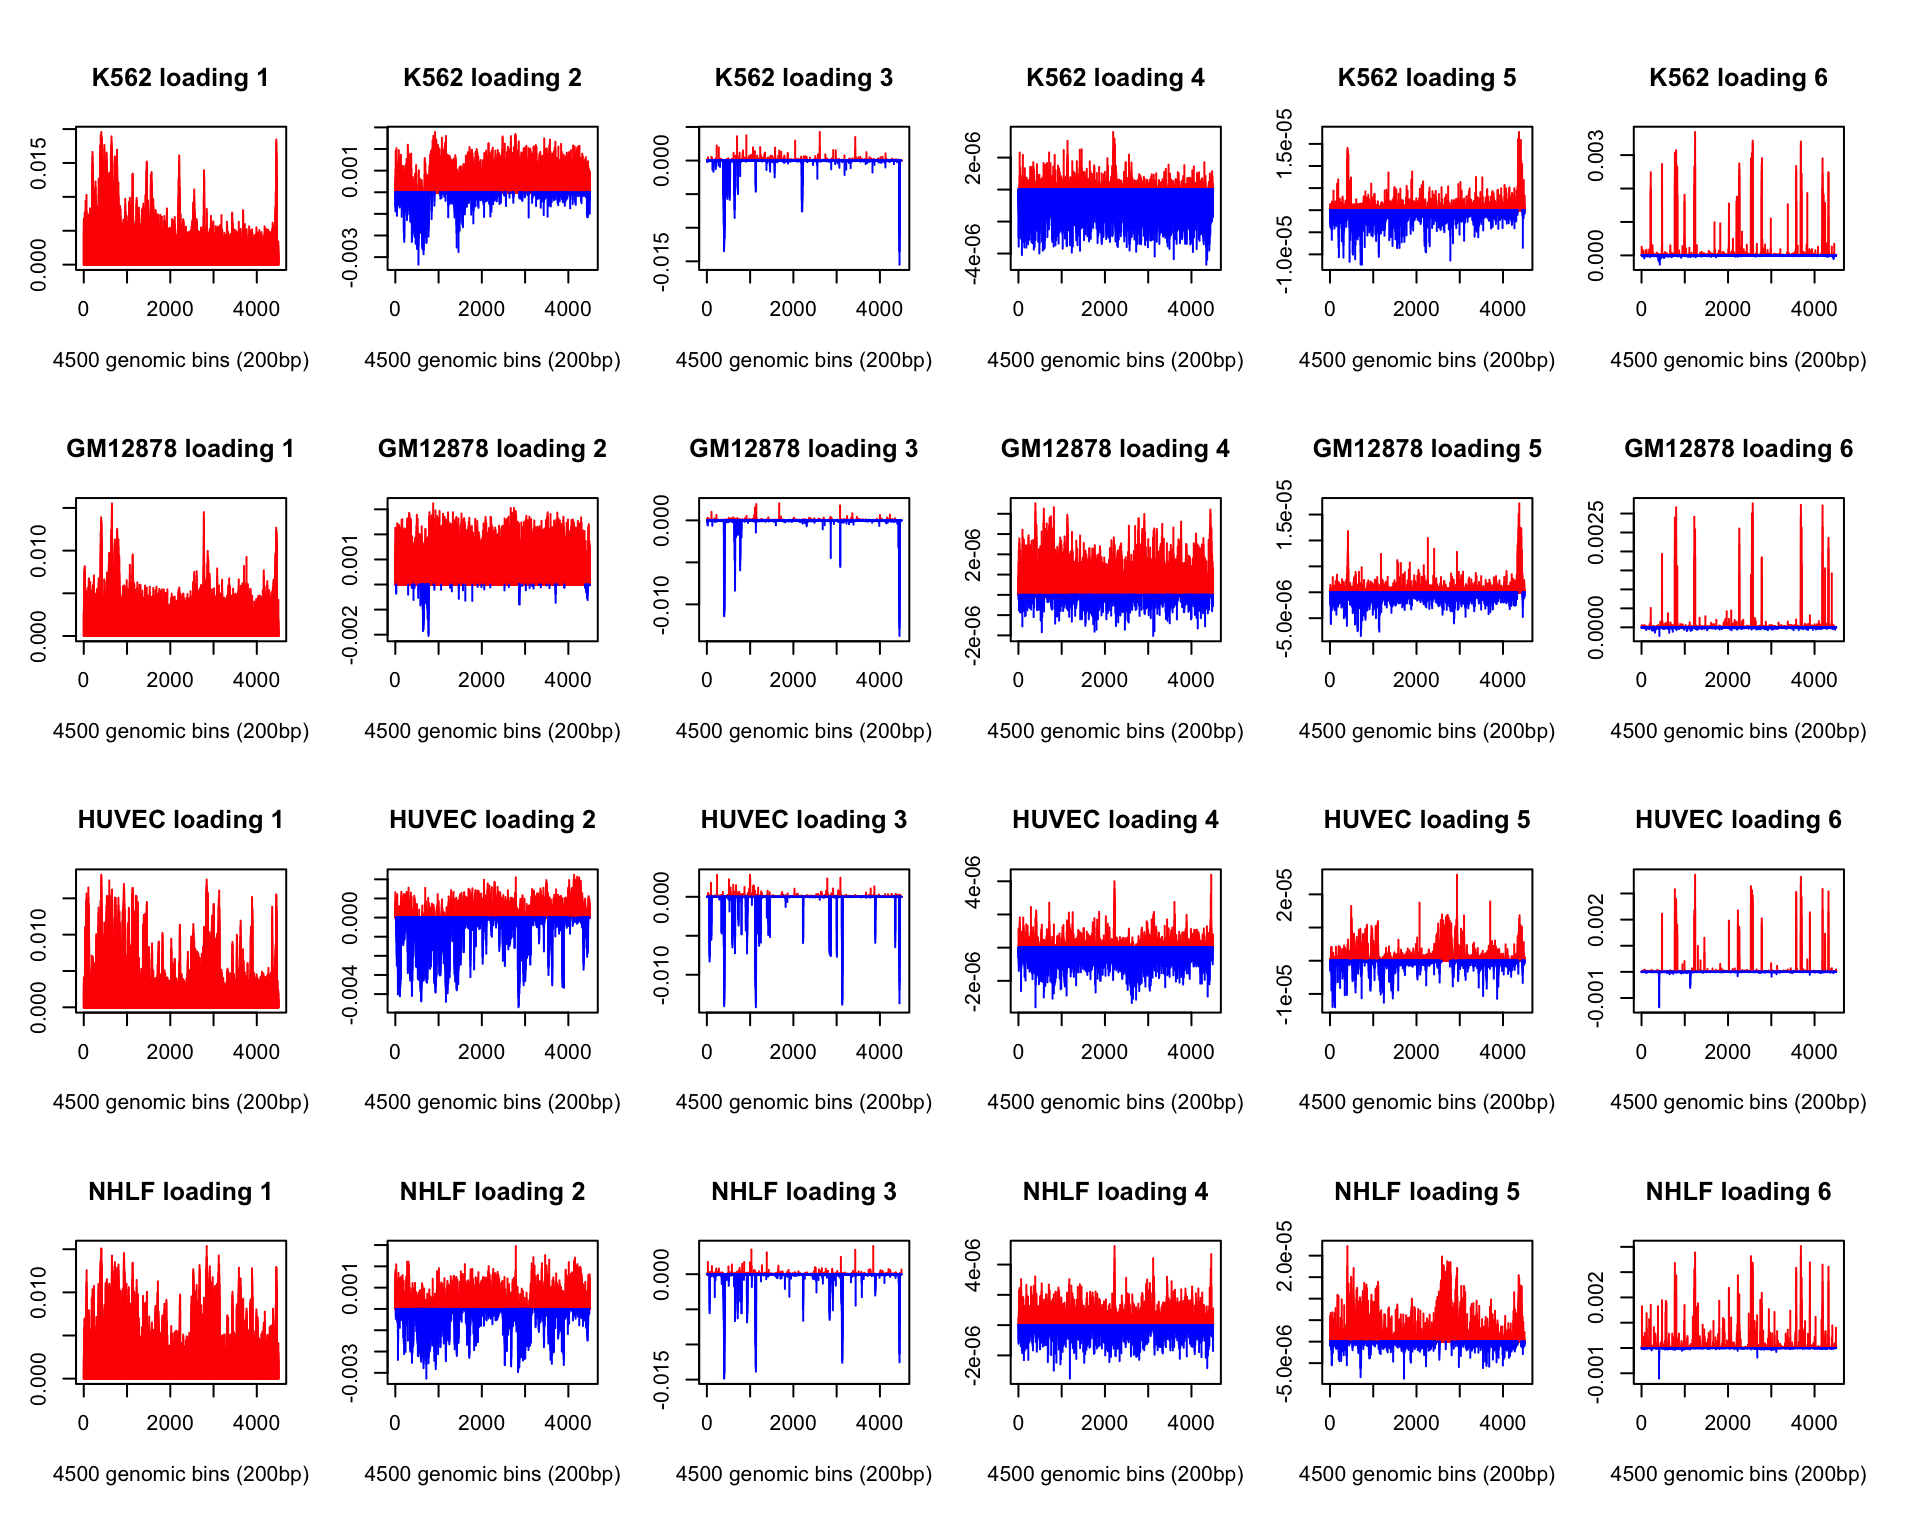 K562 loading 1 K562 loading 2 K562 loading 3 K562 loading 4 K562 loading 5 K562 loading 6
0.000 0.015 -0.003 0.001 -0.015 0.000 -4e-06 2e-06 -1.0e-05 1.5e-05 0.000 0.003
0 2000 4000 0 2000 4000 0 2000 4000 0 2000 4000 0 2000 4000 0 2000 4000
4500 genomic bins (200bp) 4500 genomic bins (200bp) 4500 genomic bins (200bp) 4500 genomic bins (200bp) 4500 genomic bins (200bp) 4500 genomic bins (200bp)
GM12878 loading 1 GM12878 loading 2 GM12878 loading 3 GM12878 loading 4 GM12878 loading 5 GM12878 loading 6
0.000 0.010 -0.002 0.001 -0.010 0.000 -2e-06 2e-06 -5.0e-06 1.5e-05 0.0000 0.0025
0 2000 4000 0 2000 4000 0 2000 4000 0 2000 4000 0 2000 4000 0 2000 4000
4500 genomic bins (200bp) 4500 genomic bins (200bp) 4500 genomic bins (200bp) 4500 genomic bins (200bp) 4500 genomic bins (200bp) 4500 genomic bins (200bp)
HUVEC loading 1 HUVEC loading 2 HUVEC loading 3 HUVEC loading 4 HUVEC loading 5 HUVEC loading 6
0.000 0.010 -0.004 0.000 -0.010 0.000 -2e-06 4e-06 -1e-05 2e-05 -0.001 0.002
0 2000 4000 0 2000 4000 0 2000 4000 0 2000 4000 0 2000 4000 0 2000 4000
4500 genomic bins (200bp) 4500 genomic bins (200bp) 4500 genomic bins (200bp) 4500 genomic bins (200bp) 4500 genomic bins (200bp) 4500 genomic bins (200bp)
NHLF loading 1 NHLF loading 2 NHLF loading 3 NHLF loading 4 NHLF loading 5 NHLF loading 6
0.000 0.010 -0.003 0.001 -0.015 0.000 -2e-06 4e-06 -5.0e-06 2.0e-05 -0.001 0.002
0 2000 4000 0 2000 4000 0 2000 4000 0 2000 4000 0 2000 4000 0 2000 4000
4500 genomic bins (200bp) 4500 genomic bins (200bp) 4500 genomic bins (200bp) 4500 genomic bins (200bp) 4500 genomic bins (200bp) 4500 genomic bins (200bp)